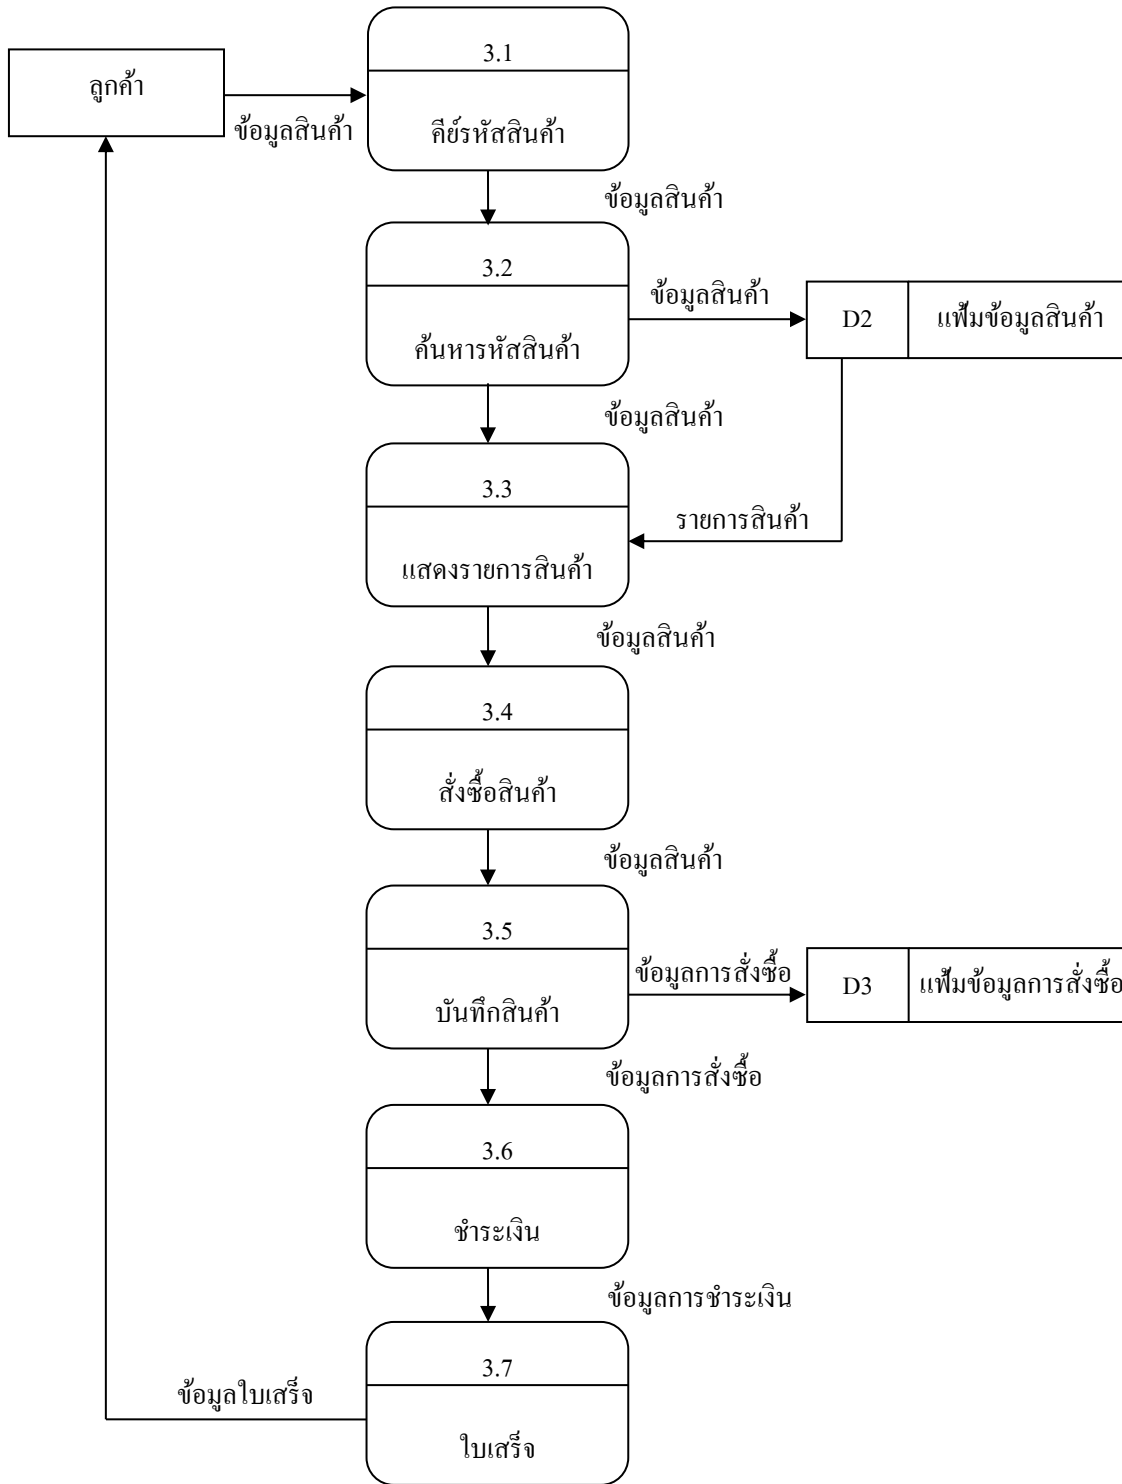 3.1
ลูกค้า
ข้อมูลสินค้า
คีย์รหัสสินค้า
ข้อมูลสินค้า
3.2
ข้อมูลสินค้า
D2
แฟ้มข้อมูลสินค้า
ค้นหารหัสสินค้า
ข้อมูลสินค้า
3.3
รายการสินค้า
แสดงรายการสินค้า
ข้อมูลสินค้า
3.4
สั่งซื้อสินค้า
ข้อมูลสินค้า
3.5
ข้อมูลการสั่งซื้อ
D3
แฟ้มข้อมูลการสั่งซื้อ
บันทึกสินค้า
ข้อมูลการสั่งซื้อ
3.6
ชำระเงิน
ข้อมูลการชำระเงิน
3.7
ข้อมูลใบเสร็จ
ใบเสร็จ